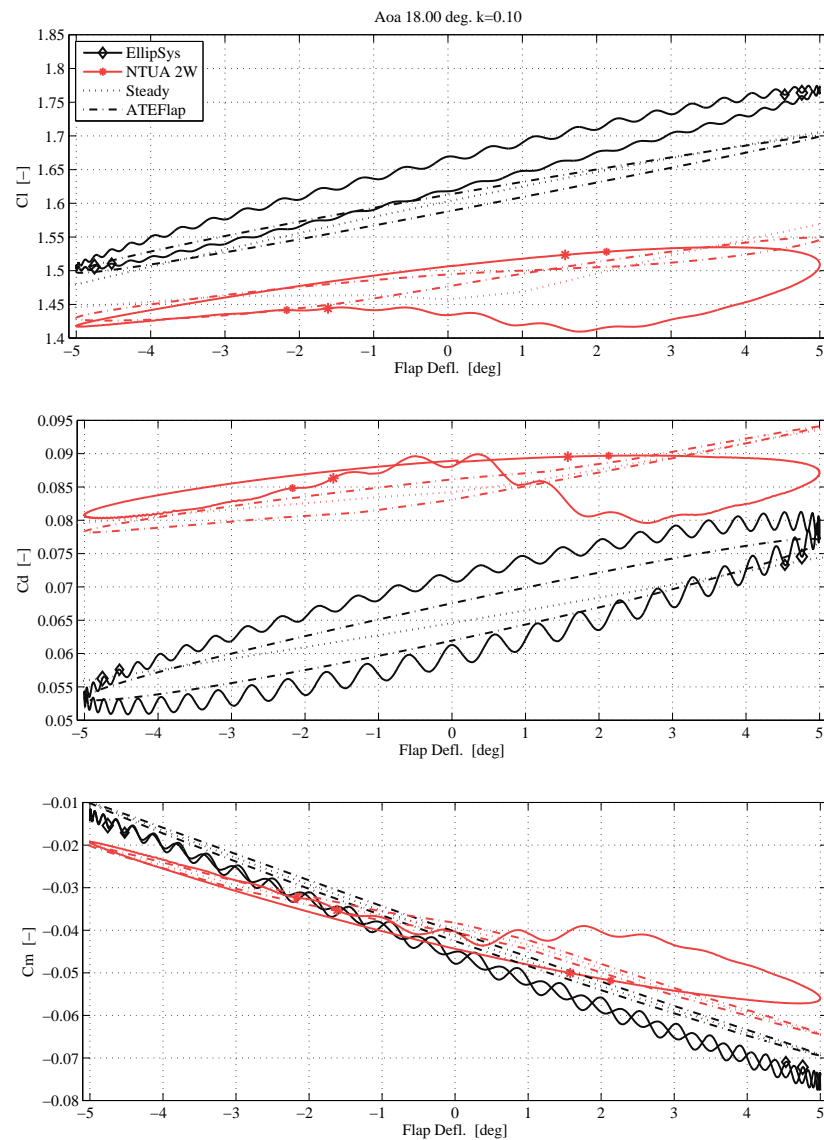 Aoa 18.00 deg. k=0.10
1.85
1.8
1.75
1.7
1.65
1.6
1.55
1.5
1.45
1.4
Cl [−]
EllipSys
NTUA 2W
Steady
ATEFlap
−5 −4 −3 −2 −1 0 1 2 3 4 5
Flap Defl. [deg]
0.095
0.09
0.085
0.08
0.075
0.07
0.065
0.06
0.055
0.05
Cd [−]
−5 −4 −3 −2 −1 0 1 2 3 4 5
Flap Defl. [deg]
−0.01
−0.02
−0.03
−0.04
−0.05
−0.06
−0.07
−0.08
Cm [−]
−5 −4 −3 −2 −1 0 1 2 3 4 5
Flap Defl. [deg]